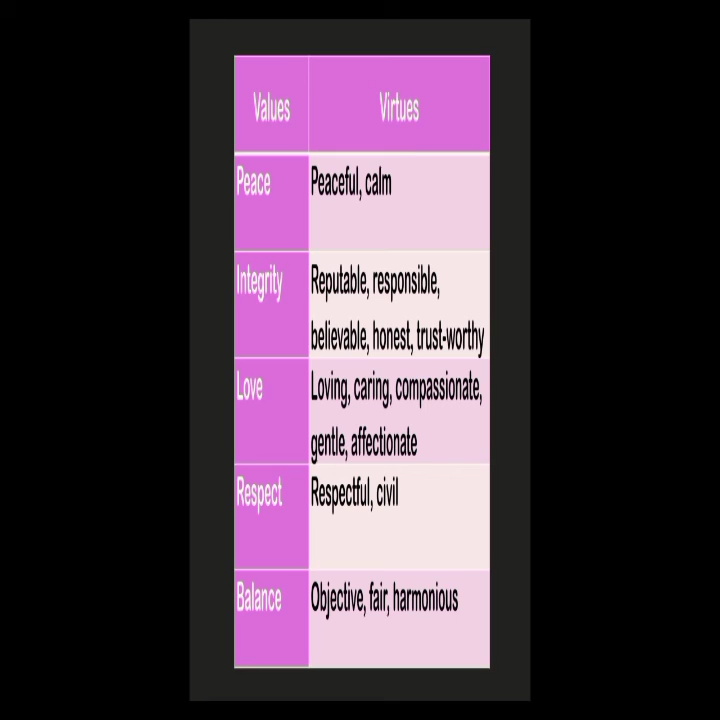 Values Virtues
Peace Peaceful, calm
Integrity Reputable, responsible,
believable, honest, trust-worthy
Love Loving, caring, compassionate,
gentle, affectionate
Respect Respectful, civil
Balance Objective, fair, harmonious